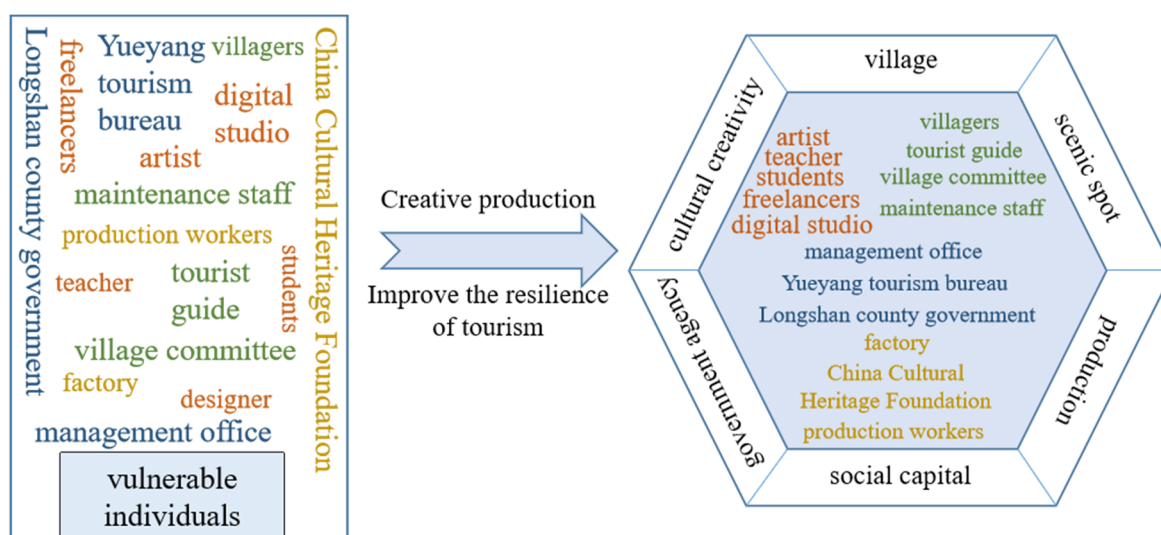 Longshan county government
freelancers
Yueyang
tourism
bureau
villagers
China Cultural Heritage Foundation
digital
studio
artist
maintenance staff
production workers
teacher
tourist
guide
students
village committee
factory
designer
management office
vulnerable
individuals
Creative production
Improve the resilience
of tourism
village
cultural creativity
scenic spot
artist
teacher
students
freelancers
digital studio
villagers
tourist guide
village committee
maintenance staff
management office
Yueyang tourism bureau
Longshan county government
factory
China Cultural
Heritage Foundation
production workers
government agency
production
social capital